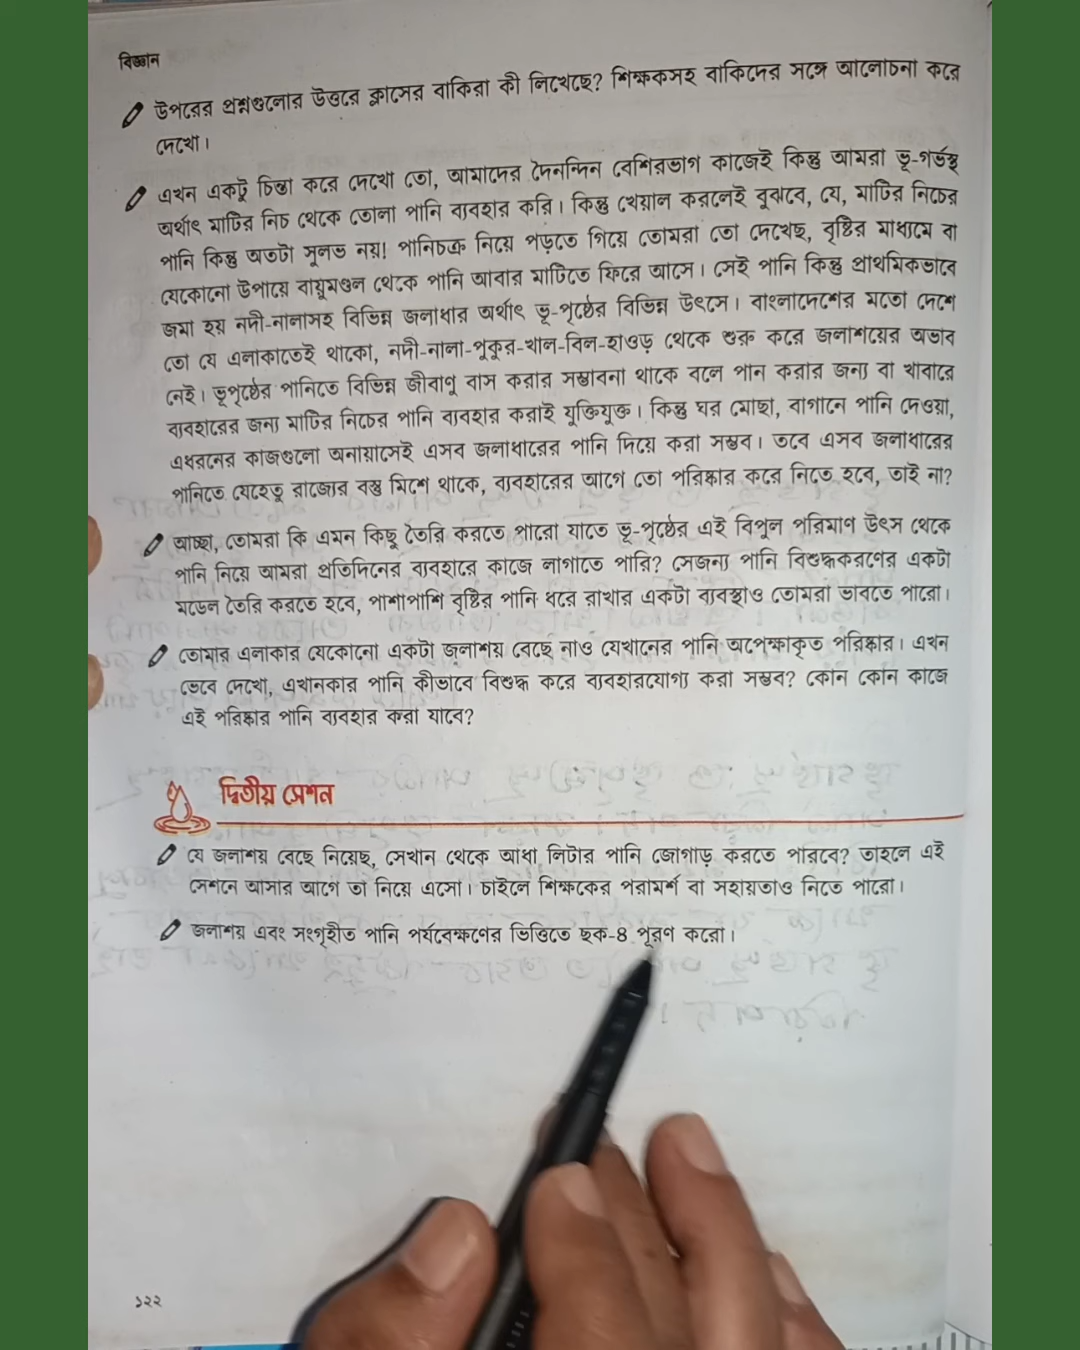 বিজ্ঞান
উপরের প্রশ্নগুলোর উত্তরে ক্লাসের বাকিরা কী লিখেছে? শিক্ষকসহ বাকিদের সঙ্গে আলোচনা করে
দেখো।
এখন একটু চিন্তা করে দেখো তো, আমাদের দৈনন্দিন বেশিরভাগ কাজেই কিন্তু আমরা ভূ-গর্ভস্থ
অর্থাৎ মাটির নিচ থেকে তোলা পানি ব্যবহার করি। কিন্তু খেয়াল করলেই বুঝবে, যে, মাটির নিচের
পানি কিন্তু অতটা সুলভ নয়! পানিচক্র নিয়ে পড়তে গিয়ে তোমরা তো দেখেছ, বৃষ্টির মাধ্যমে বা
যেকোনো উপায়ে বায়ুমণ্ডল থেকে পানি আবার মাটিতে ফিরে আসে। সেই পানি কিন্তু প্রাথমিকভাবে
জমা হয় নদী-নালাসহ বিভিন্ন জলাধার অর্থাৎ ভূ-পৃষ্ঠের বিভিন্ন উৎসে। বাংলাদেশের মতো দেশে
তো যে এলাকাতেই থাকো, নদী-নালা-পুকুর-খাল-বিল-হাওড় থেকে শুরু করে জলাশয়ের অভাব
নেই। ভূপৃষ্ঠের পানিতে বিভিন্ন জীবাণু বাস করার সম্ভাবনা থাকে বলে পান করার জন্য বা খাবারে
ব্যবহারের জন্য মাটির নিচের পানি ব্যবহার করাই যুক্তিযুক্ত। কিন্তু ঘর মোছা, বাগানে পানি দেওয়া,
এধরনের কাজগুলো অনায়াসেই এসব জলাধারের পানি দিয়ে করা সম্ভব। তবে এসব জলাধারের
পানিতে যেহেতু রাজ্যের বস্তু মিশে থাকে, ব্যবহারের আগে তো পরিষ্কার করে নিতে হবে, তাই না?
আচ্ছা, তোমরা কি এমন কিছু তৈরি করতে পারো যাতে ভূ-পৃষ্ঠের এই বিপুল পরিমাণ উৎস থেকে
পানি নিয়ে আমরা প্রতিদিনের ব্যবহারে কাজে লাগাতে পারি? সেজন্য পানি বিশুদ্ধকরণের একটা
মডেল তৈরি করতে হবে, পাশাপাশি বৃষ্টির পানি ধরে রাখার একটা ব্যবস্থাও তোমরা ভাবতে পারো।
তোমার এলাকার যেকোনো একটা জলাশয় বেছে নাও যেখানের পানি অপেক্ষাকৃত পরিষ্কার। এখন
ভেবে দেখো, এখানকার পানি কীভাবে বিশুদ্ধ করে ব্যবহারযোগ্য করা সম্ভব? কোন কোন কাজে
এই পরিষ্কার পানি ব্যবহার করা যাবে?
দ্বিতীয় সেশন
যে জলাশয় বেছে নিয়েছ, সেখান থেকে আধা লিটার পানি জোগাড় করতে পারবে? তাহলে এই
সেশনে আসার আগে তা নিয়ে এসো। চাইলে শিক্ষকের পরামর্শ বা সহায়তাও নিতে পারো।
জলাশয় এবং সংগৃহীত পানি পর্যবেক্ষণের ভিত্তিতে ছক-৪ পূরণ করো।
১২২